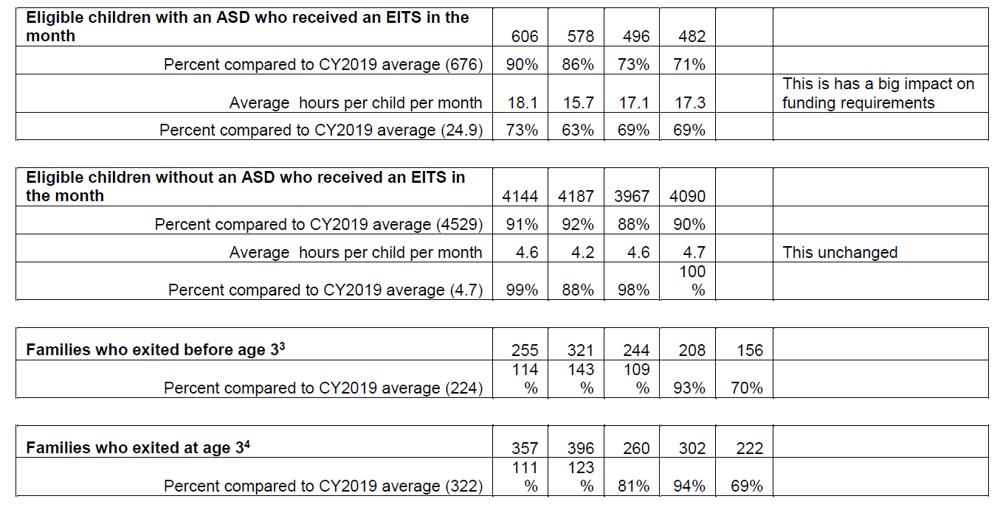 Eligible children with an ASD who received an EITS in the
month 606 578 496 482
Percent compared to CY2019 average (676) 90% 86% 73% 71%
This is has a big impact on
Average  hours per child per month 18.1 15.7 17.1 17.3 funding requirements
Percent compared to CY2019 average (24.9) 73% 63% 69% 69%
Eligible children without an ASD who received an EITS in
the month 4144 4187 3967 4090
Percent compared to CY2019 average (4529) 91% 92% 88% 90%
Average  hours per child per month 4.6 4.2 4.6 4.7 This unchanged
100
Percent compared to CY2019 average (4.7) 99% 88% 98% %
Families who exited before age 3³ 255 321 244 208 156
114 143 109
Percent compared to CY2019 average (224) % % % 93% 70%
Families who exited at age 3⁴ 357 396 260 302 222
111 123
Percent compared to CY2019 average (322) % % 81% 94% 69%